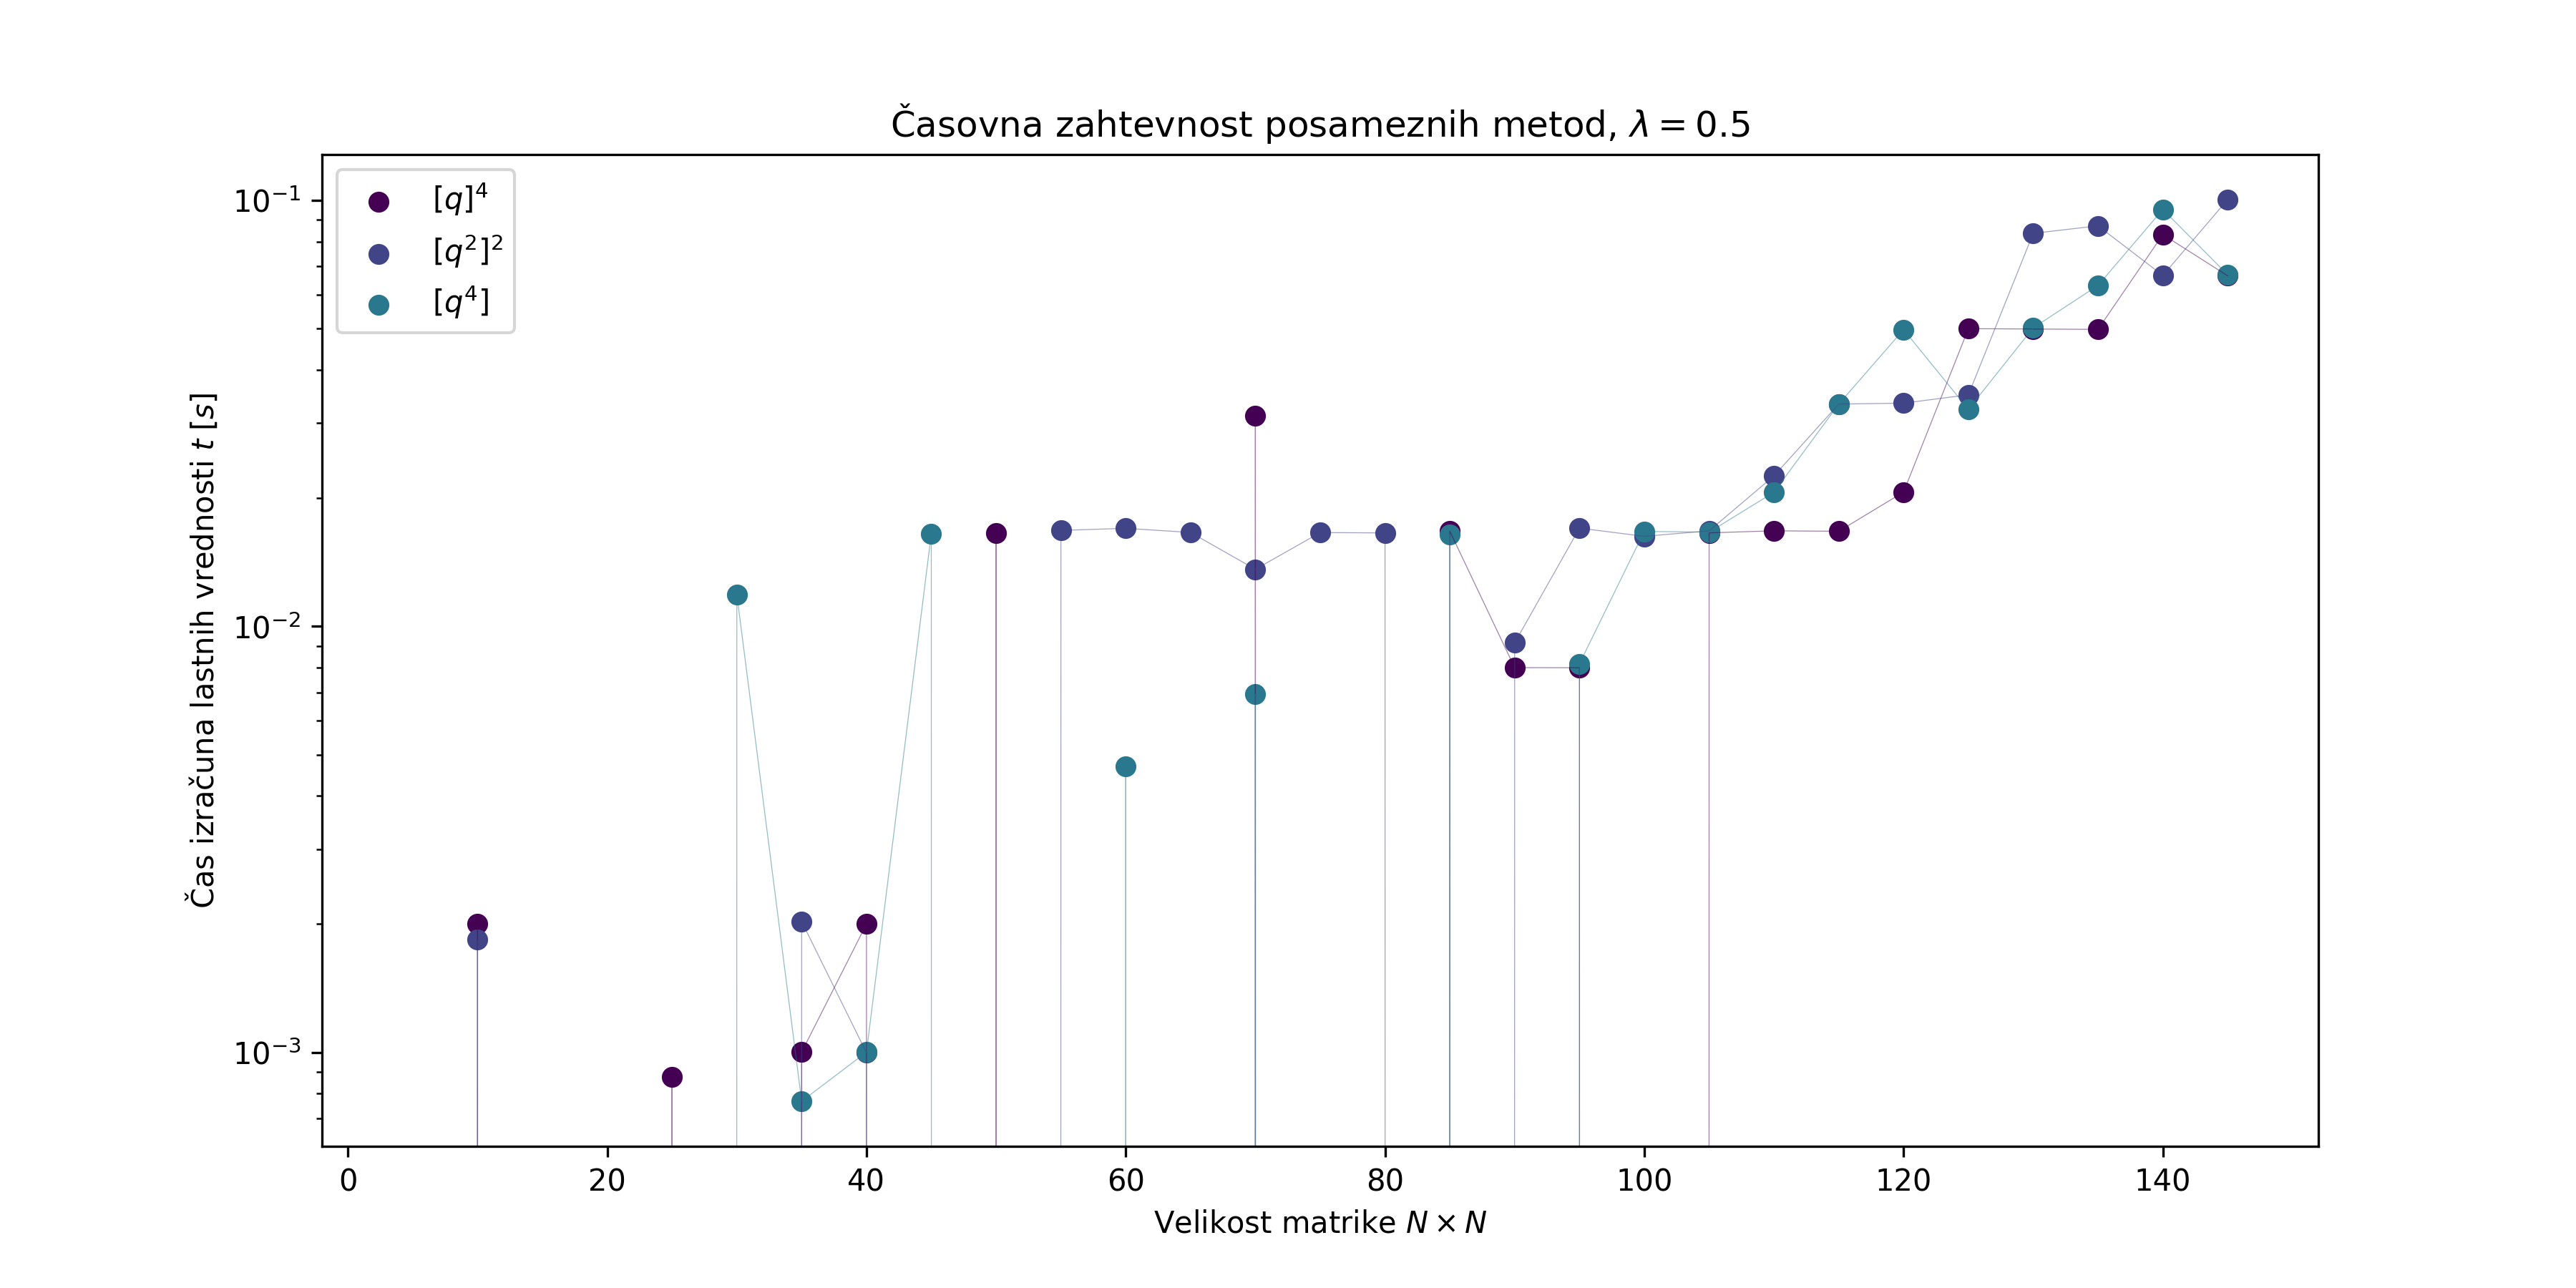 Časovna zahtevnost posameznih metod, λ = 0.5
[q]⁴
[q²]²
[q⁴]
Čas izračuna lastnih vrednosti t [s]
10⁻¹
10⁻²
10⁻³
0 20 40 60 80 100 120 140
Velikost matrike N × N